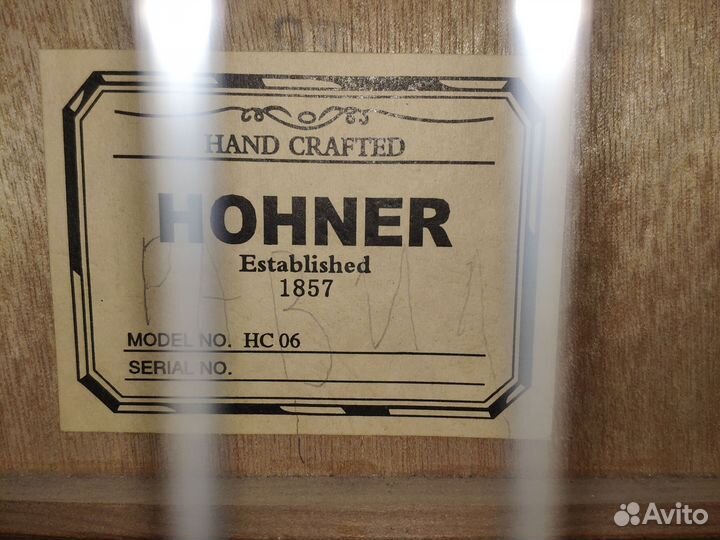 HAND CRAFTED
HOHNER
Established
1857
MODEL NO. HC 06
SERIAL NO.
Avito